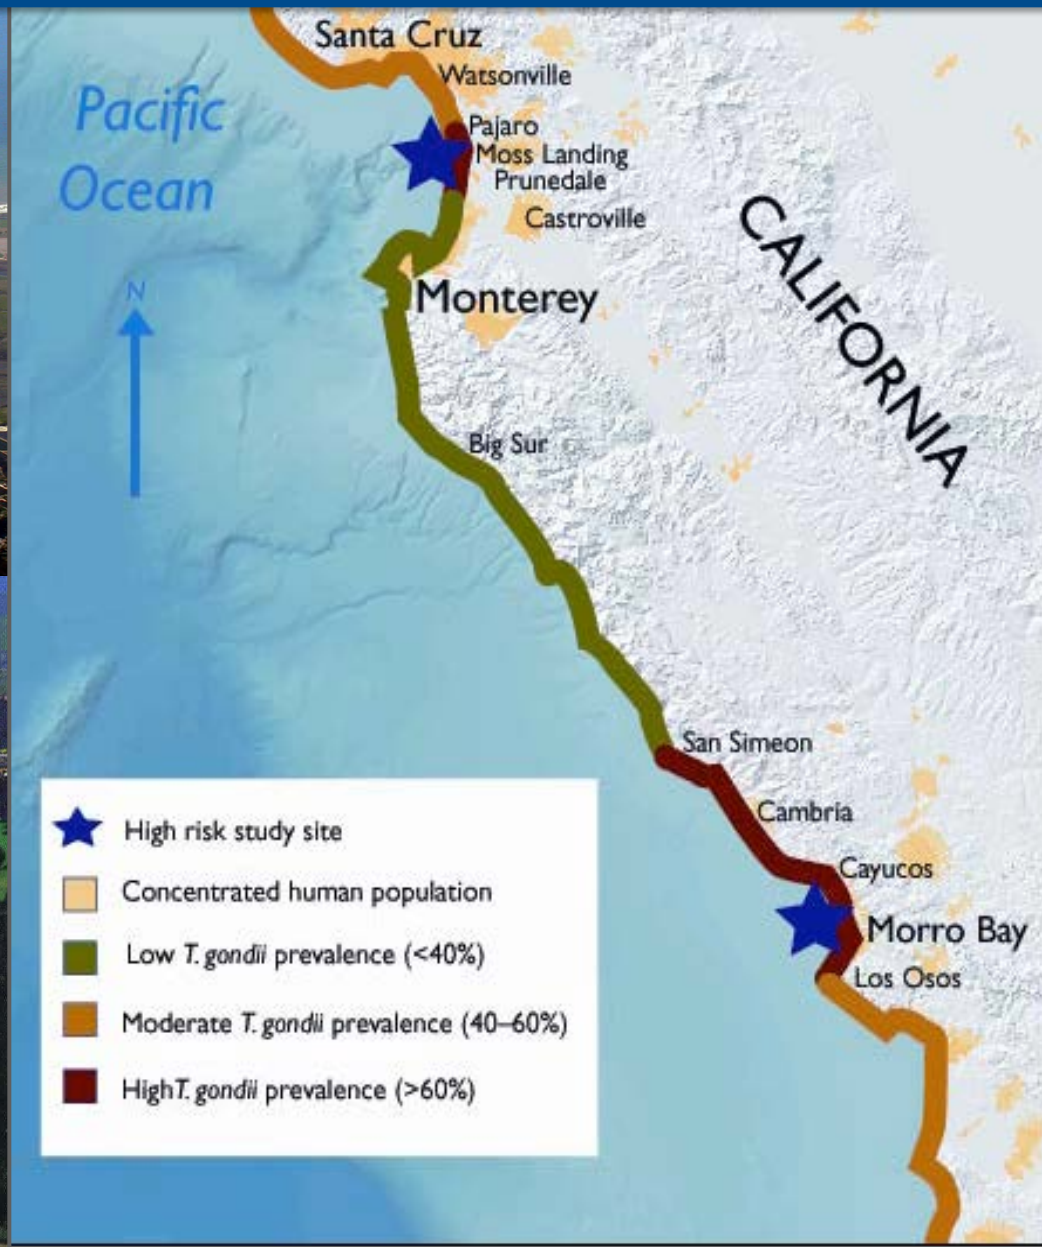 Santa Cruz
Watsonville
Pacific
Ocean
Pajaro
Moss Landing
Prunedale
Castroville
CALIFORNIA
N
Monterey
Big Sur
San Simeon
Cambria
Cayucos
Morro Bay
Los Osos
High risk study site
Concentrated human population
Low T. gondii prevalence (<40%)
Moderate T. gondii prevalence (40–60%)
HighT. gondii prevalence (>60%)